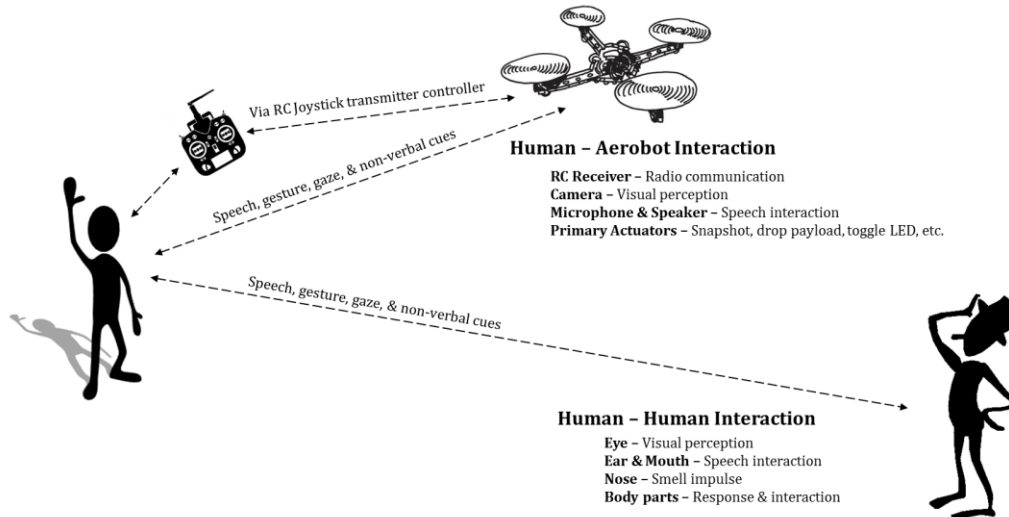 Via RC Joystick transmitter controller
Speech, gesture, gaze, & non-verbal cues
Human – Aerobot Interaction
RC Receiver – Radio communication
Camera – Visual perception
Microphone & Speaker – Speech interaction
Primary Actuators – Snapshot, drop payload, toggle LED, etc.
Speech, gesture, gaze, & non-verbal cues
Human – Human Interaction
Eye – Visual perception
Ear & Mouth – Speech interaction
Nose – Smell impulse
Body parts – Response & interaction